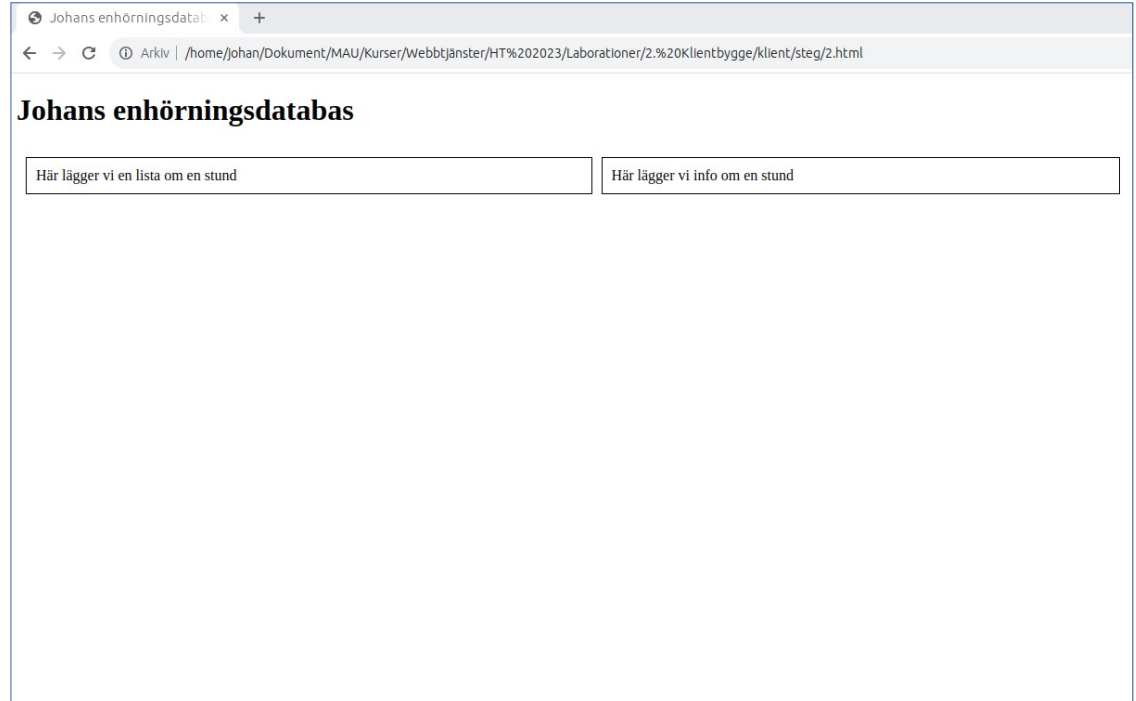 Johans enhörningsdatab
Arkiv | /home/johan/Dokument/MAU/Kurser/Webbtjänster/HT%202023/Laborationer/2.%20Klientbygge/klient/steg/2.html
Johans enhörningsdatabas
Här lägger vi en lista om en stund
Här lägger vi info om en stund